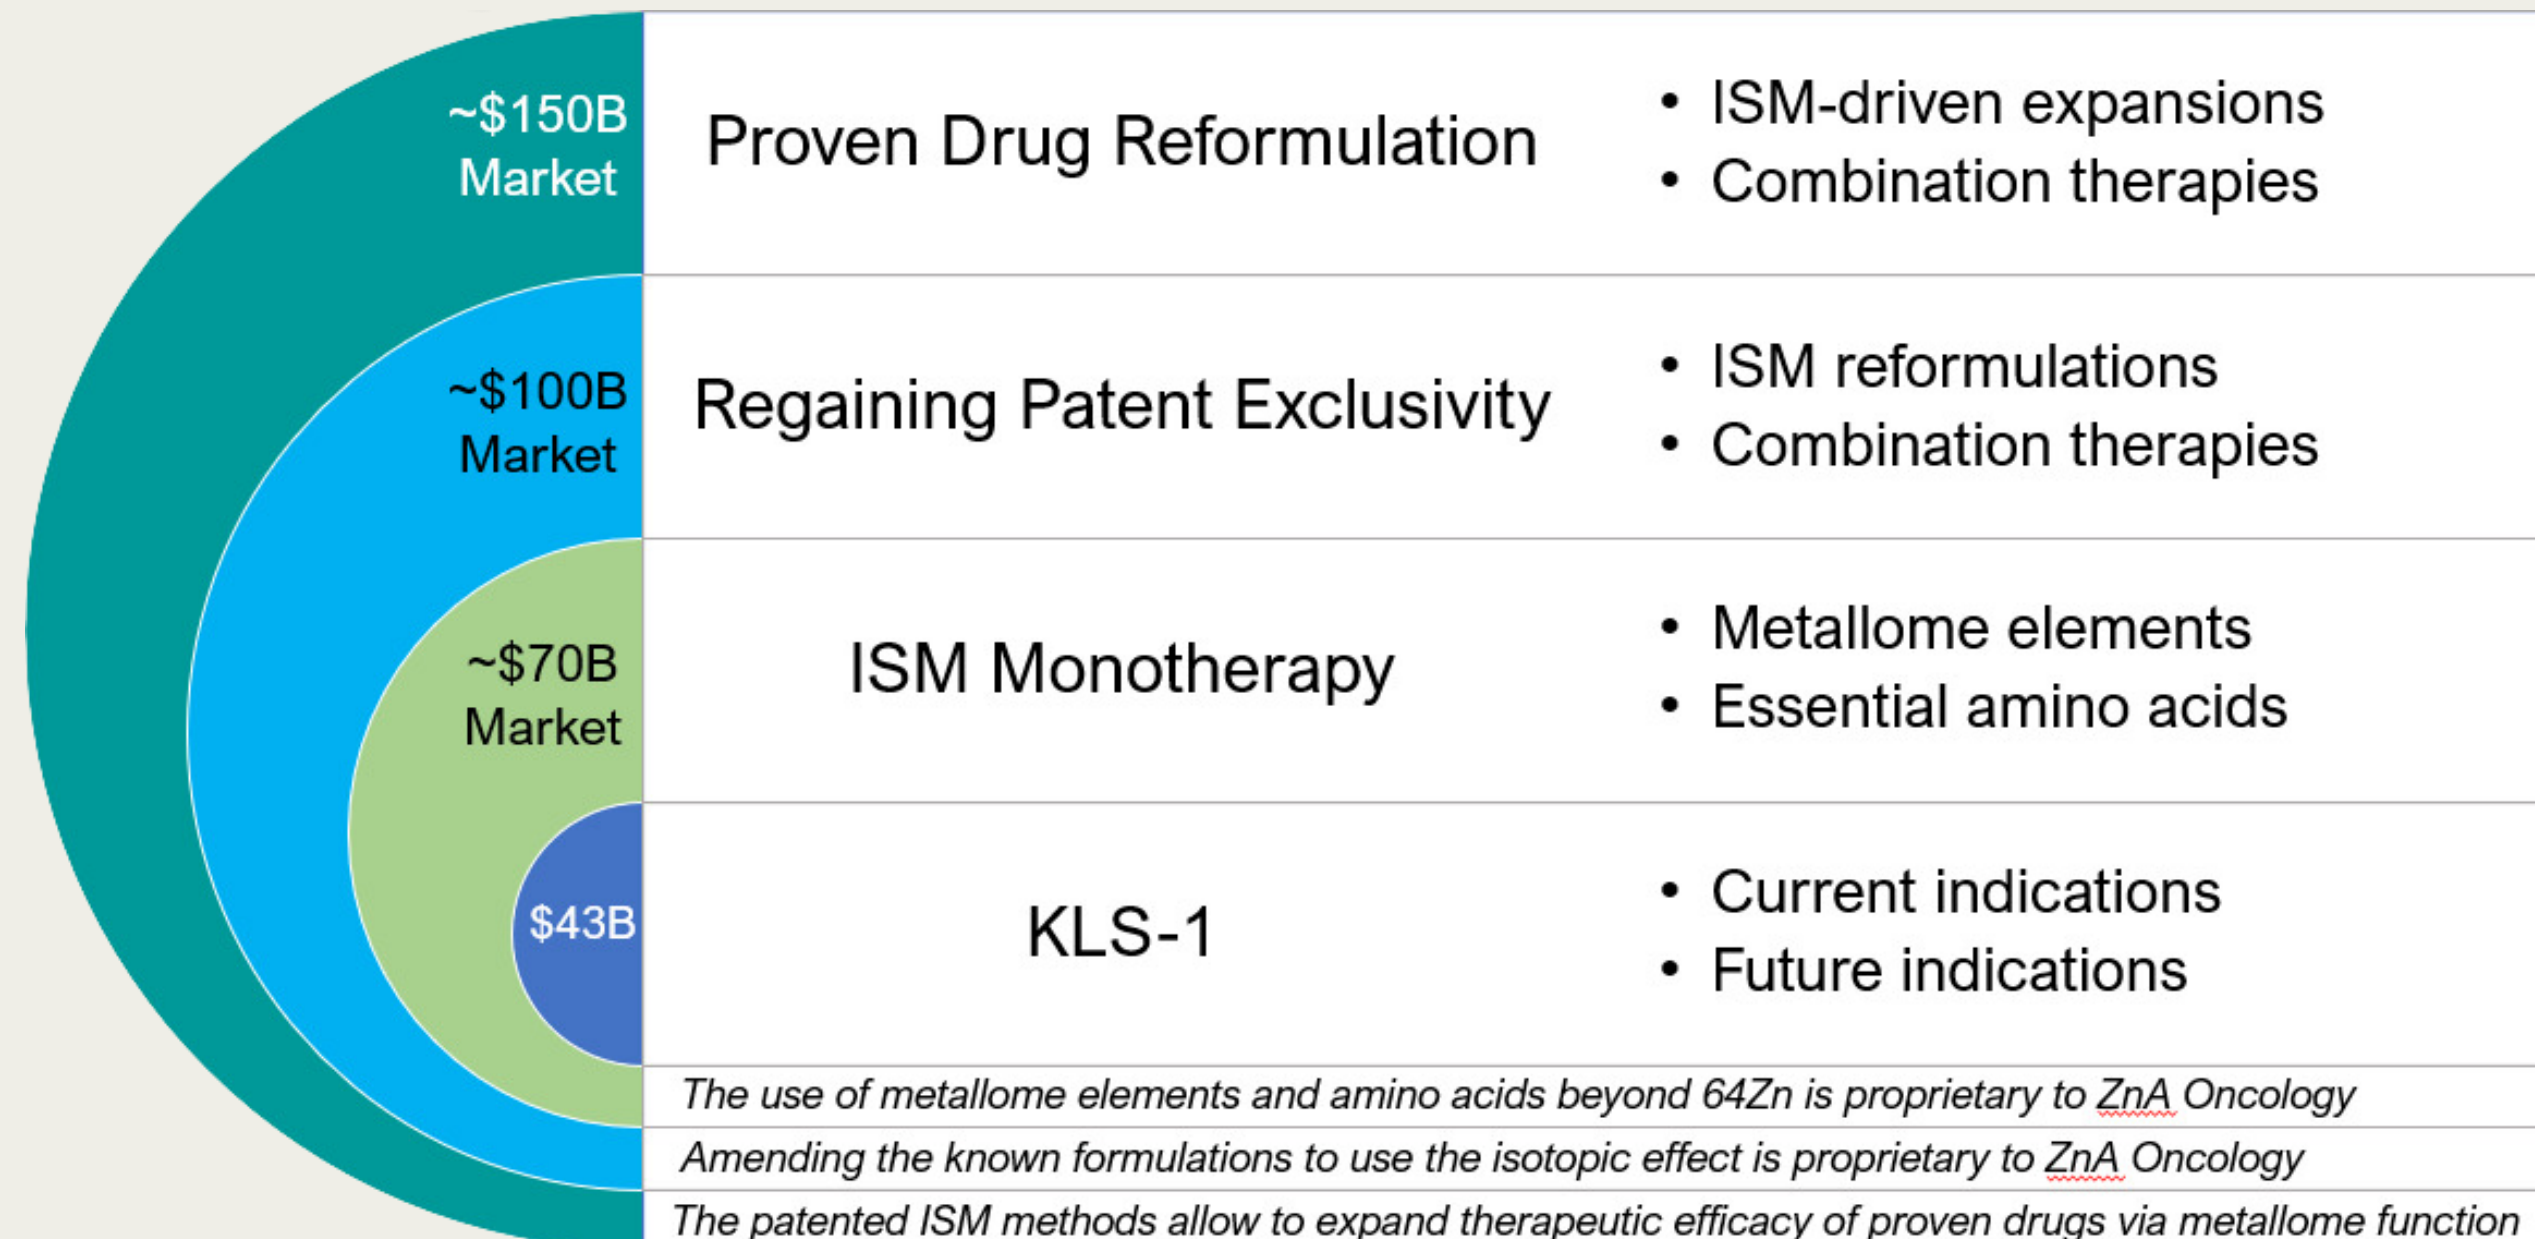 ~$150B
Market
Proven Drug Reformulation
• ISM-driven expansions
• Combination therapies
~$100B
Market
Regaining Patent Exclusivity
• ISM reformulations
• Combination therapies
~$70B
Market
ISM Monotherapy
• Metallome elements
• Essential amino acids
$43B
KLS-1
• Current indications
• Future indications
The use of metallome elements and amino acids beyond 64Zn is proprietary to ZnA Oncology
Amending the known formulations to use the isotopic effect is proprietary to ZnA Oncology
The patented ISM methods allow to expand therapeutic efficacy of proven drugs via metallome function